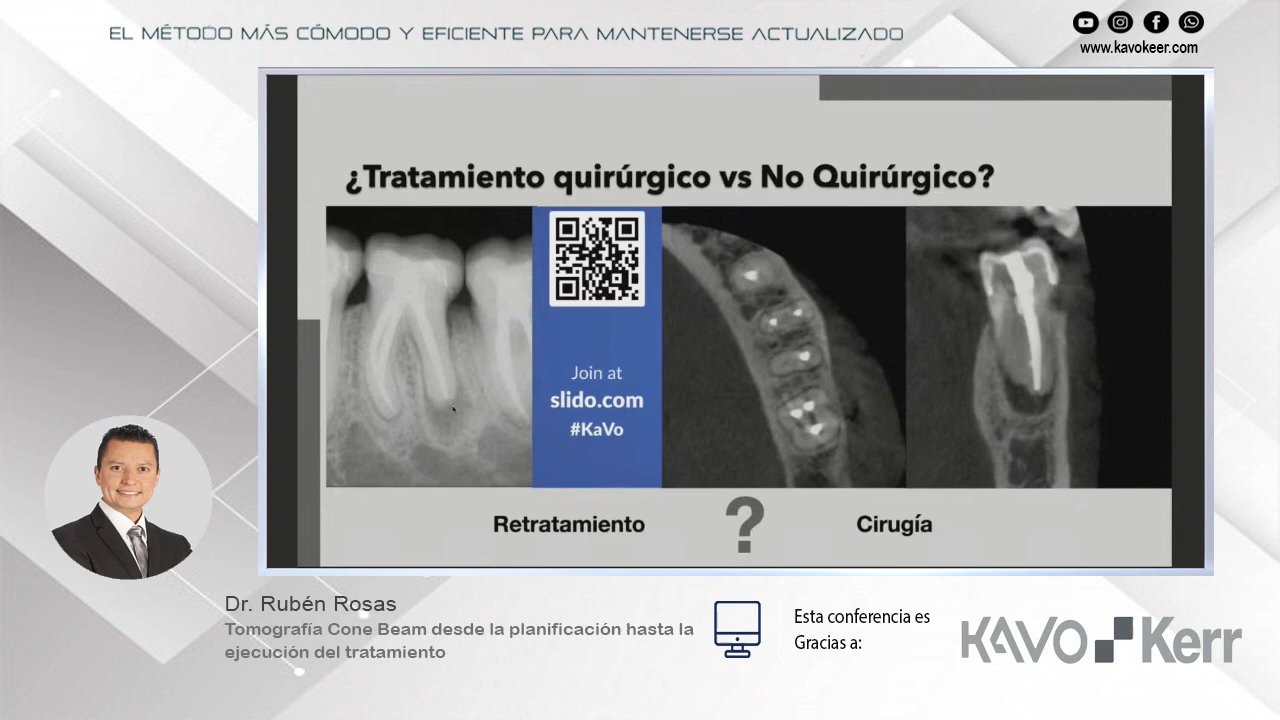 EL MÉTODO MÁS CÓMODO Y EFICIENTE PARA MANTENERSE ACTUALIZADO
www.kavokeer.com
¿Tratamiento quirúrgico vs No Quirúrgico?
Join at
slido.com
#KaVo
Retratamiento
?
Cirugía
Dr. Rubén Rosas
Tomografía Cone Beam desde la planificación hasta la
ejecución del tratamiento
Esta conferencia es
Gracias a:
KAVO Kerr